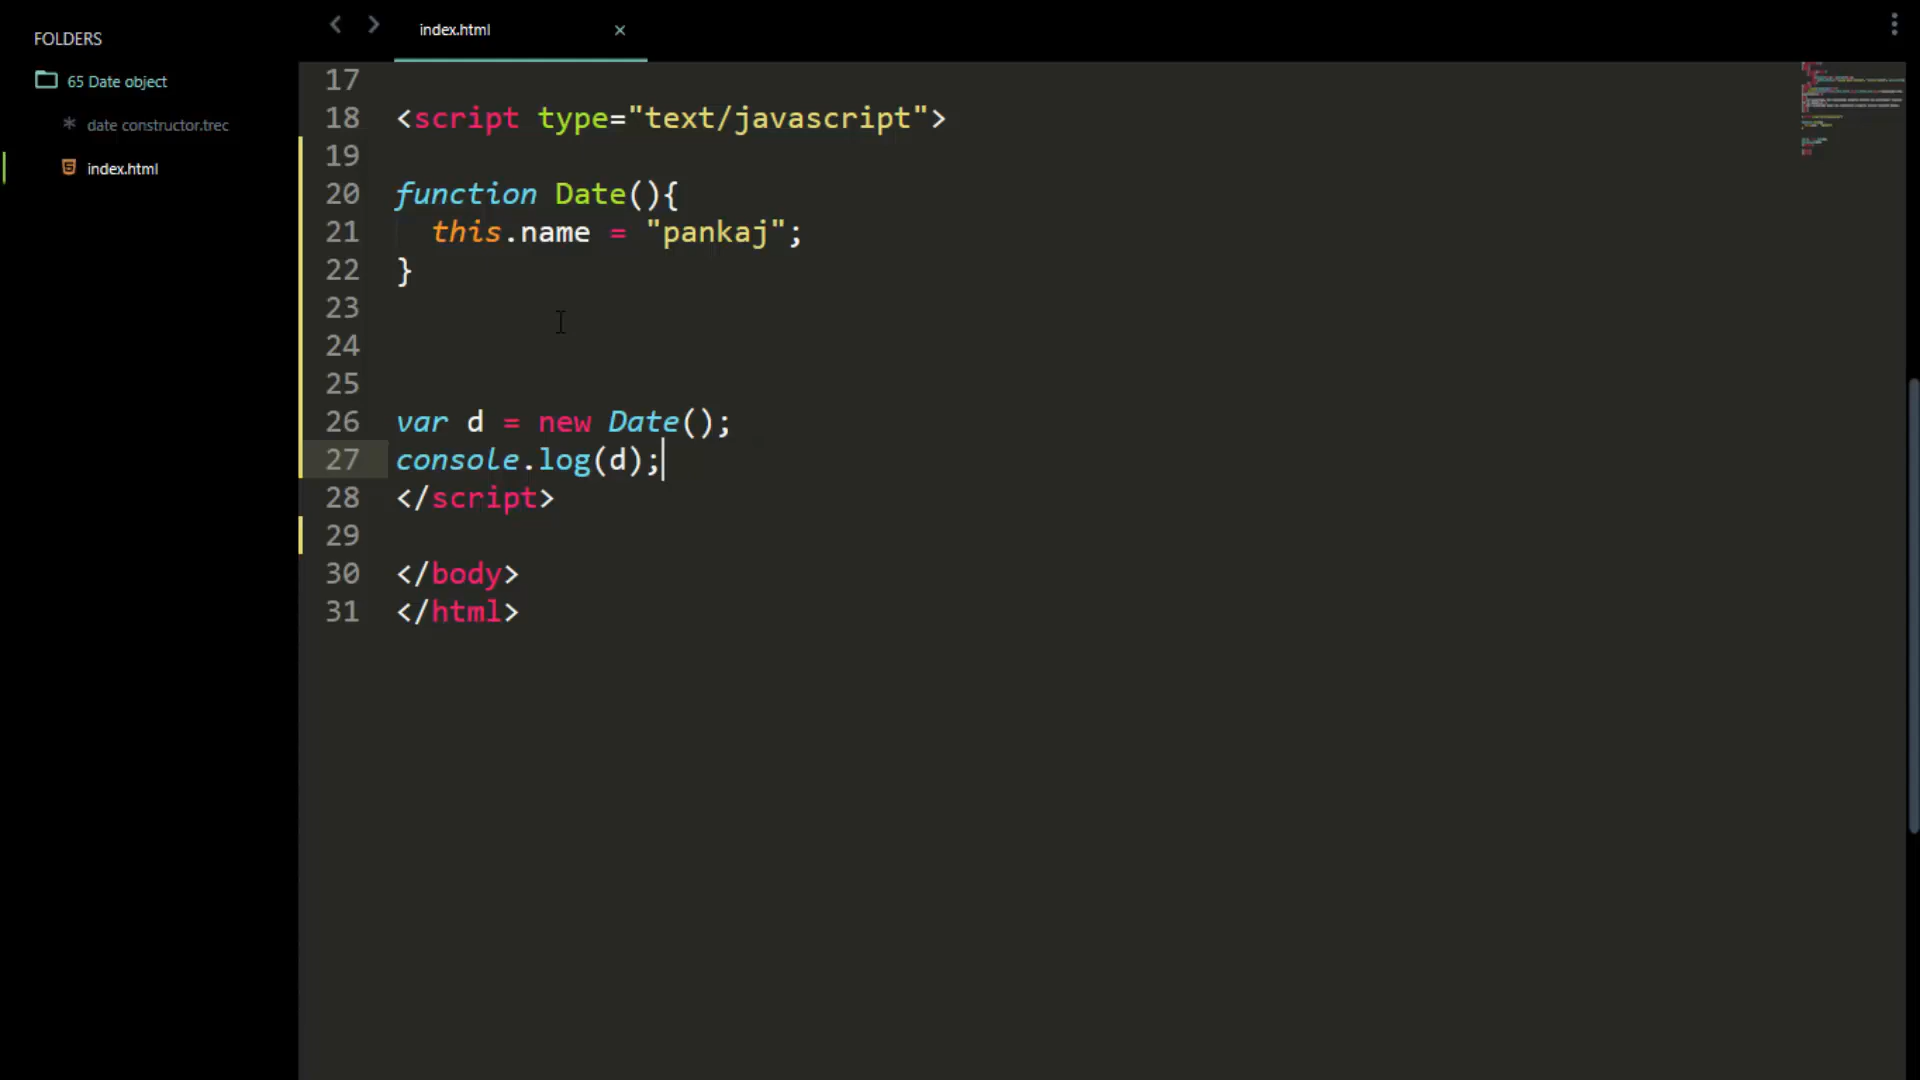 FOLDERS
65 Date object
date constructor.trec
index.html
index.html
17
18 <script type="text/javascript">
19
20 function Date(){
21 this.name = "pankaj";
22 }
23
24
25
26 var d = new Date();
27 console.log(d);
28 </script>
29
30 </body>
31 </html>